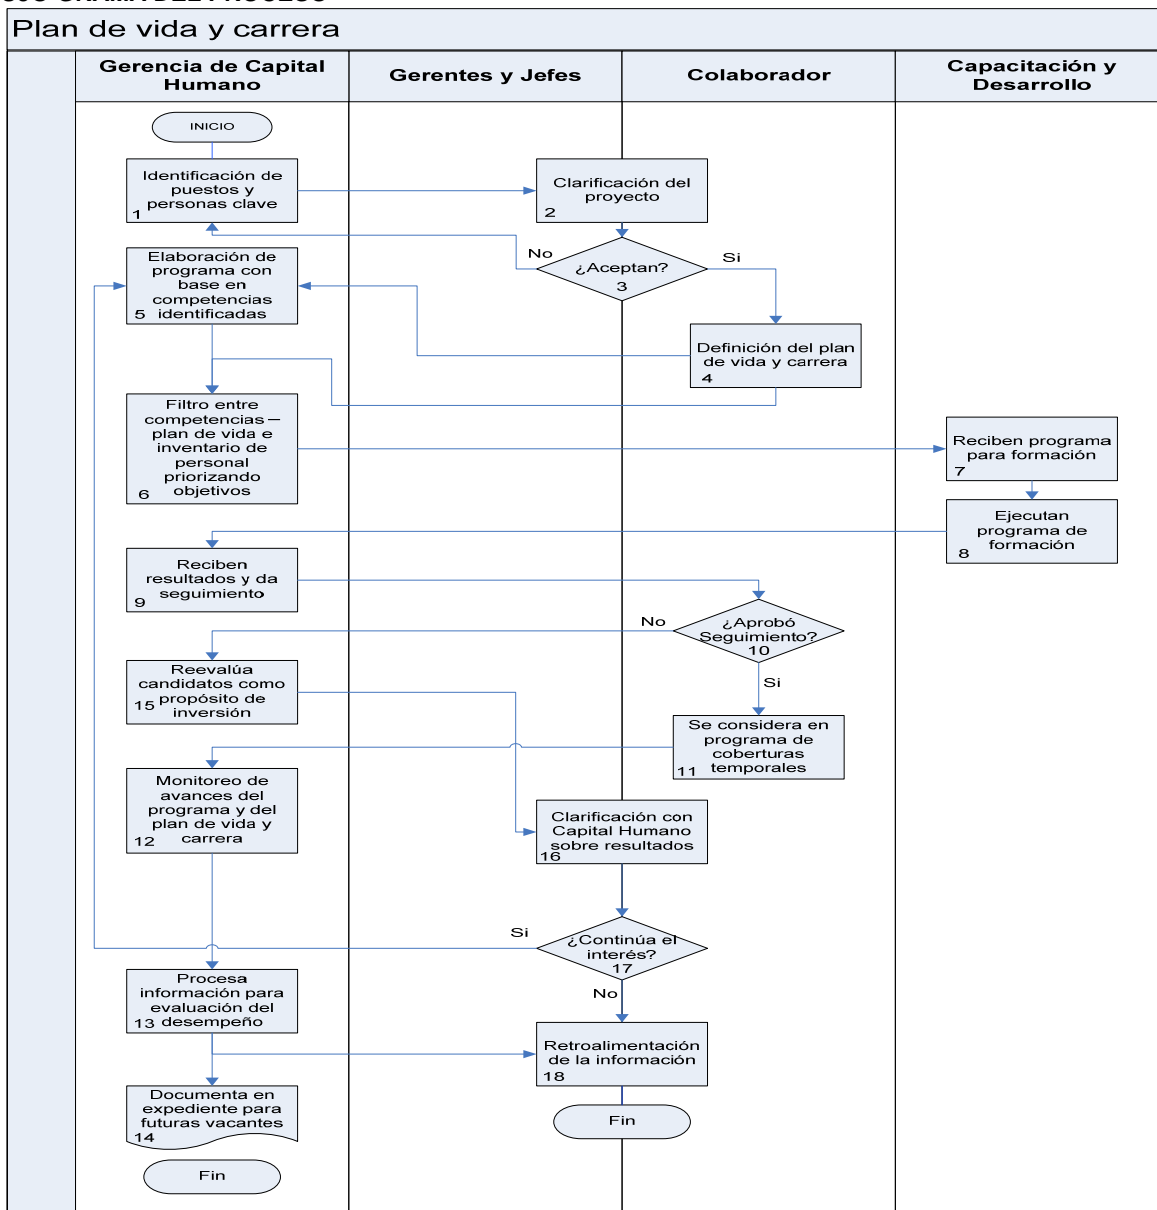 Plan de vida y carrera
Gerencia de Capital
Humano
Gerentes y Jefes
Colaborador
Capacitación y
Desarrollo
INICIO
Identificación de
puestos y
personas clave
1
Clarificación del
proyecto
2
No
¿Aceptan?
3
Si
Elaboración de
programa con
base en
competencias
identificadas
5
Definición del plan
de vida y carrera
4
Filtro entre
competencias –
plan de vida e
inventario de
personal
priorizando
objetivos
6
Reciben programa
para formación
7
Ejecutan
programa de
formación
8
Reciben
resultados y da
seguimiento
9
No
¿Aprobó
Seguimiento?
10
Si
Reevalúa
candidatos como
propósito de
inversión
15
Se considera en
programa de
coberturas
temporales
11
Monitoreo de
avances del
programa y del
plan de vida y
carrera
12
Clarificación con
Capital Humano
sobre resultados
16
Si
¿Continúa el
interés?
17
No
Procesa
información para
evaluación del
desempeño
13
Retroalimentación
de la información
18
Documenta en
expediente para
futuras vacantes
14
Fin
Fin